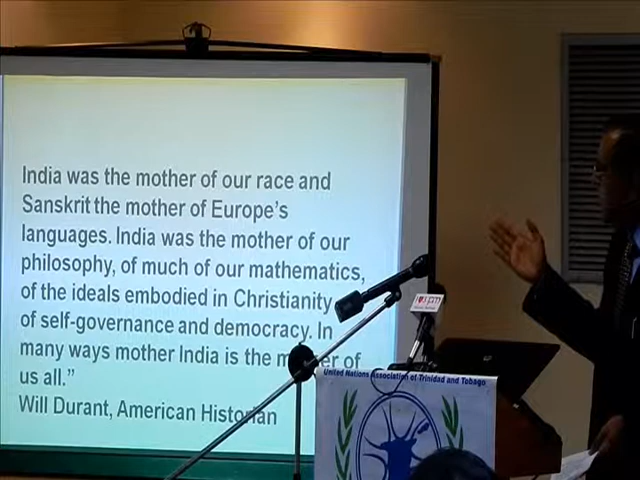 India was the mother of our race and
Sanskrit the mother of Europe's
languages. India was the mother of our
philosophy, of much of our mathematics,
of the ideals embodied in Christianity
of self-governance and democracy. In
many ways mother India is the of
us all.”
Will Durant, American Historian
United Nations Association of Trinidad and Tobago